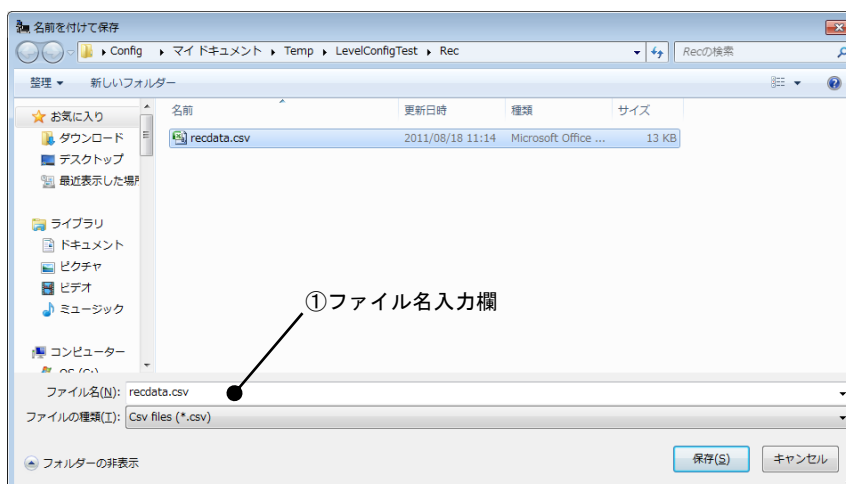 名前を付けて保存
Config ▸ マイ ドキュメント ▸ Temp ▸ LevelConfigTest ▸ Rec
Recの検索
整理 ▼ 新しいフォルダー
名前 更新日時 種類 サイズ
recdata.csv 2011/08/18 11:14 Microsoft Office ... 13 KB
お気に入り
ダウンロード
デスクトップ
最近表示した場所
ライブラリ
ドキュメント
ピクチャ
ビデオ
ミュージック
コンピューター
①ファイル名入力欄
ファイル名(N): recdata.csv
ファイルの種類(T): Csv files (*.csv)
フォルダーの非表示
保存(S) キャンセル